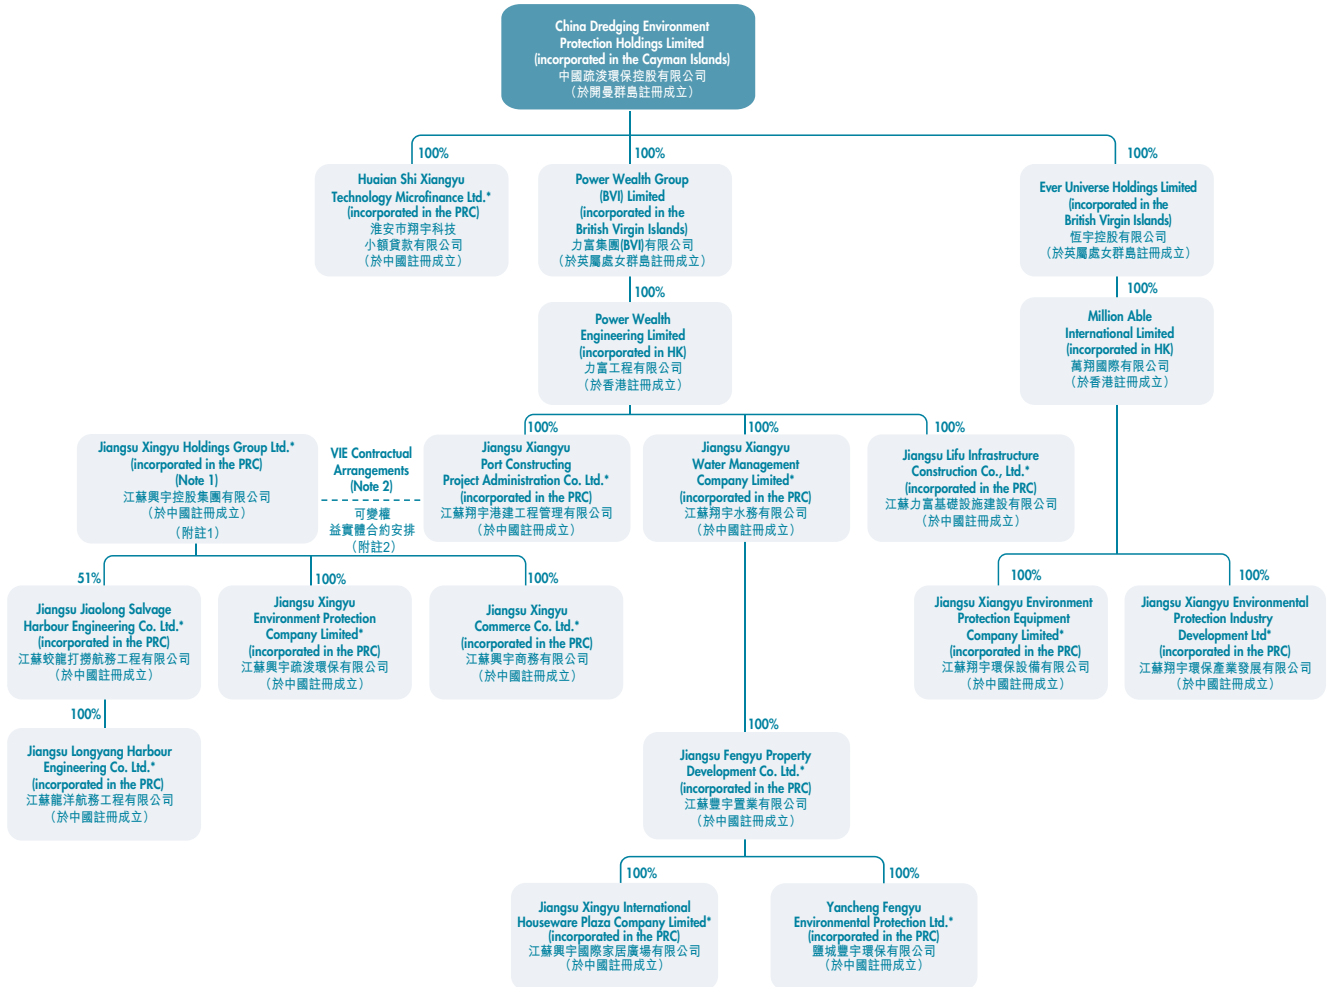 China Dredging Environment
Protection Holdings Limited
(incorporated in the Cayman Islands)
中國疏浚環保控股有限公司
（於開曼群島註冊成立）
100%
100%
100%
Huaian Shi Xiangyu
Technology Microfinance Ltd.*
(incorporated in the PRC)
淮安市翔宇科技
小額貸款有限公司
（於中國註冊成立）
Power Wealth Group
(BVI) Limited
(incorporated in the
British Virgin Islands)
力富集團(BVI)有限公司
（於英屬處女群島註冊成立）
Ever Universe Holdings Limited
(incorporated in the
British Virgin Islands)
恆宇控股有限公司
（於英屬處女群島註冊成立）
100%
100%
Power Wealth
Engineering Limited
(incorporated in HK)
力富工程有限公司
（於香港註冊成立）
Million Able
International Limited
(incorporated in HK)
萬翔國際有限公司
（於香港註冊成立）
100%
100%
100%
Jiangsu Xingyu Holdings Group Ltd.*
(incorporated in the PRC)
(Note 1)
江蘇興宇控股集團有限公司
（於中國註冊成立）
（附註1）
VIE Contractual
Arrangements
(Note 2)
可變權
益實體合約安排
（附註2）
Jiangsu Xiangyu
Port Constructing
Project Administration Co. Ltd.*
(incorporated in the PRC)
江蘇翔宇港建工程管理有限公司
（於中國註冊成立）
Jiangsu Xiangyu
Water Management
Company Limited*
(incorporated in the PRC)
江蘇翔宇水務有限公司
（於中國註冊成立）
Jiangsu Lifu Infrastructure
Construction Co., Ltd.*
(incorporated in the PRC)
江蘇力富基礎設施建設有限公司
（於中國註冊成立）
51%
100%
100%
100%
100%
Jiangsu Jiaolong Salvage
Harbour Engineering Co. Ltd.*
(incorporated in the PRC)
江蘇蛟龍打撈航務工程有限公司
（於中國註冊成立）
Jiangsu Xingyu
Environment Protection
Company Limited*
(incorporated in the PRC)
江蘇興宇疏浚環保有限公司
（於中國註冊成立）
Jiangsu Xingyu
Commerce Co. Ltd.*
(incorporated in the PRC)
江蘇興宇商務有限公司
（於中國註冊成立）
Jiangsu Xiangyu Environment
Protection Equipment
Company Limited*
(incorporated in the PRC)
江蘇翔宇環保設備有限公司
（於中國註冊成立）
Jiangsu Xiangyu Environmental
Protection Industry
Development Ltd*
(incorporated in the PRC)
江蘇翔宇環保產業發展有限公司
（於中國註冊成立）
100%
100%
Jiangsu Longyang Harbour
Engineering Co. Ltd.*
(incorporated in the PRC)
江蘇龍洋航務工程有限公司
（於中國註冊成立）
Jiangsu Fengyu Property
Development Co. Ltd.*
(incorporated in the PRC)
江蘇豐宇置業有限公司
（於中國註冊成立）
100%
100%
Jiangsu Xingyu International
Houseware Plaza Company Limited*
(incorporated in the PRC)
江蘇興宇國際家居廣場有限公司
（於中國註冊成立）
Yancheng Fengyu
Environmental Protection Ltd.*
(incorporated in the PRC)
鹽城豐宇環保有限公司
（於中國註冊成立）